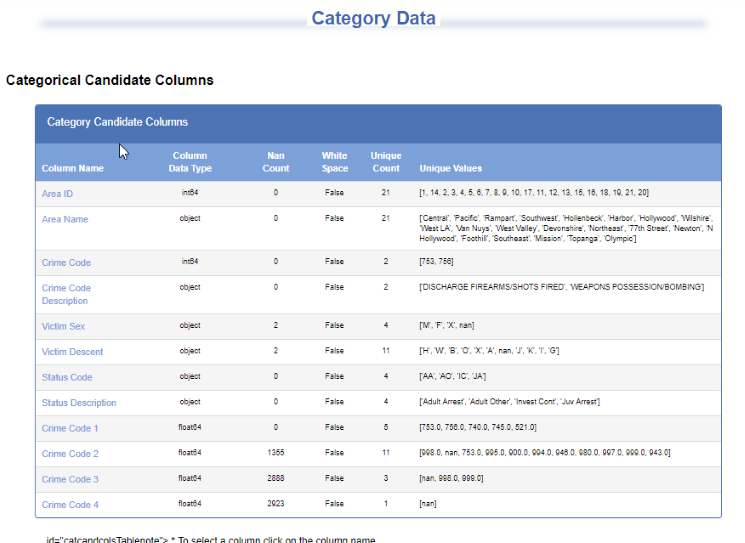 Category Data
Categorical Candidate Columns
Category Candidate Columns
Column Name Column Data Type Nan Count White Space Unique Count Unique Values
Area ID int64 0 False 21 [1, 14, 2, 3, 4, 5, 6, 7, 8, 9, 10, 17, 11, 12, 13, 15, 16, 18, 19, 21, 20]
Area Name object 0 False 21 ['Central', 'Pacific', 'Rampart', 'Southwest', 'Hollenbeck', 'Harbor', 'Hollywood', 'Wilshire',
'West LA', 'Van Nuys', 'West Valley', 'Devonshire', 'Northeast', '77th Street', 'Newton', 'N
Hollywood', 'Foothill', 'Southeast', 'Mission', 'Topanga', 'Olympic']
Crime Code int64 0 False 2 [753, 756]
Crime Code Description object 0 False 2 ['DISCHARGE FIREARMS/SHOTS FIRED', 'WEAPONS POSSESSION/BOMBING']
Victim Sex object 2 False 4 ['M', 'F', 'X', nan]
Victim Descent object 2 False 11 ['H', 'W', 'B', 'O', 'X', 'A', nan, 'J', 'K', 'I', 'G']
Status Code object 0 False 4 ['AA', 'AO', 'IC', 'JA']
Status Description object 0 False 4 ['Adult Arrest', 'Adult Other', 'Invest Cont', 'Juv Arrest']
Crime Code 1 float64 0 False 5 [753.0, 756.0, 740.0, 745.0, 521.0]
Crime Code 2 float64 1355 False 11 [998.0, nan, 753.0, 995.0, 900.0, 994.0, 946.0, 980.0, 997.0, 999.0, 943.0]
Crime Code 3 float64 2888 False 3 [nan, 998.0, 999.0]
Crime Code 4 float64 2923 False 1 [nan]
id="catcandcolsTablenote"> * To select a column click on the column name